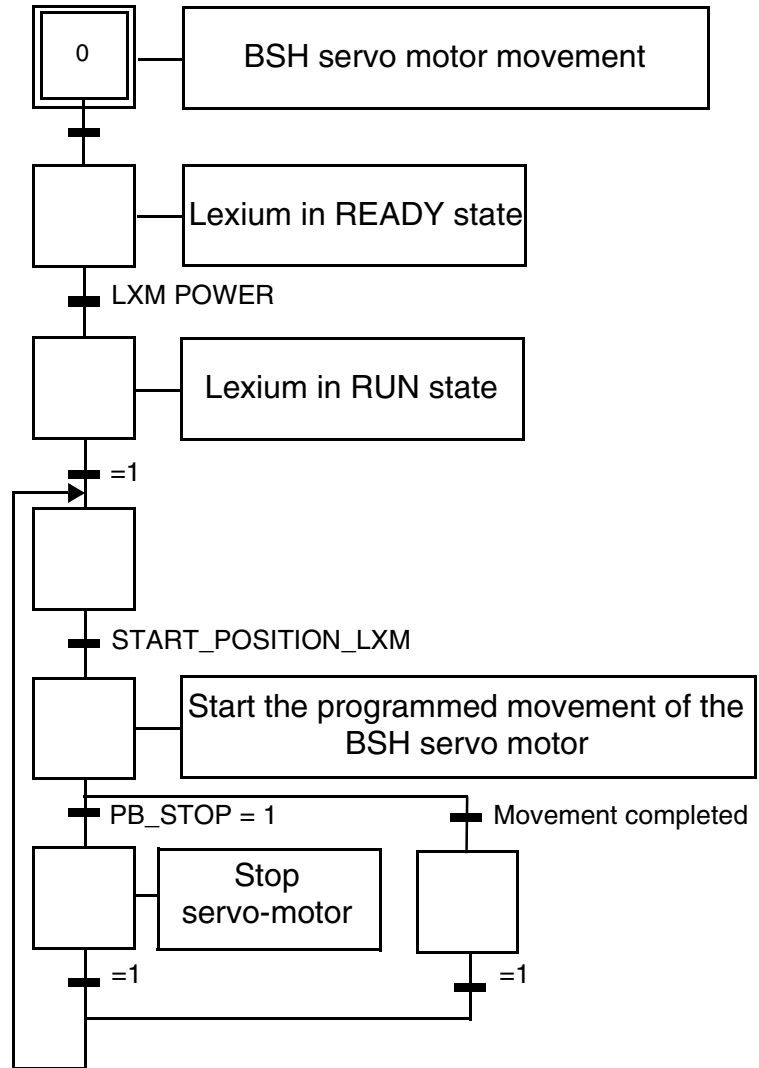 0
BSH servo motor movement
Lexium in READY state
LXM POWER
Lexium in RUN state
=1
START_POSITION_LXM
Start the programmed movement of the
BSH servo motor
PB_STOP = 1
Movement completed
Stop
servo-motor
=1
=1